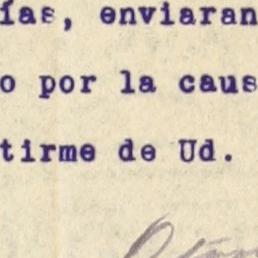 ías, enviaran
o por la caus
tirme de Ud.